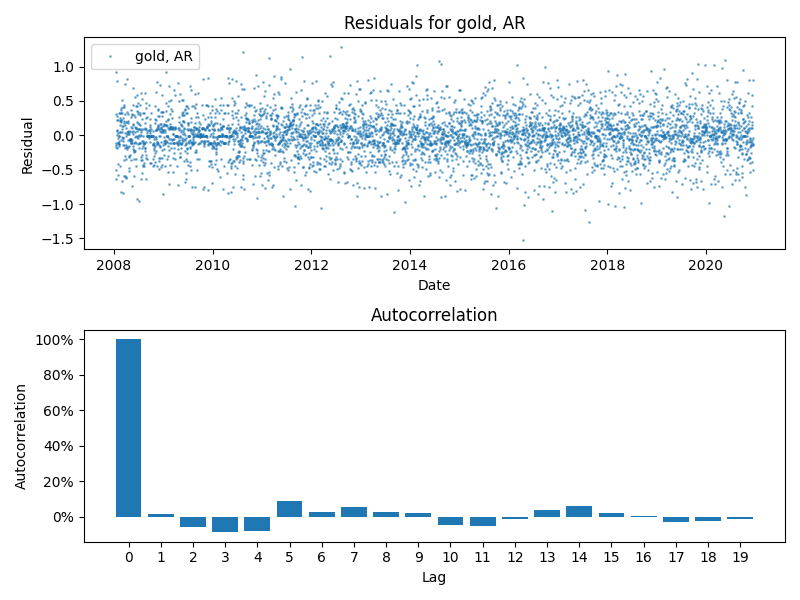 Residuals for gold, AR
gold, AR
1.0
0.5
0.0
−0.5
−1.0
−1.5
Residual
2008 2010 2012 2014 2016 2018 2020
Date
Autocorrelation
100%
80%
60%
40%
20%
0%
Autocorrelation
0 1 2 3 4 5 6 7 8 9 10 11 12 13 14 15 16 17 18 19
Lag